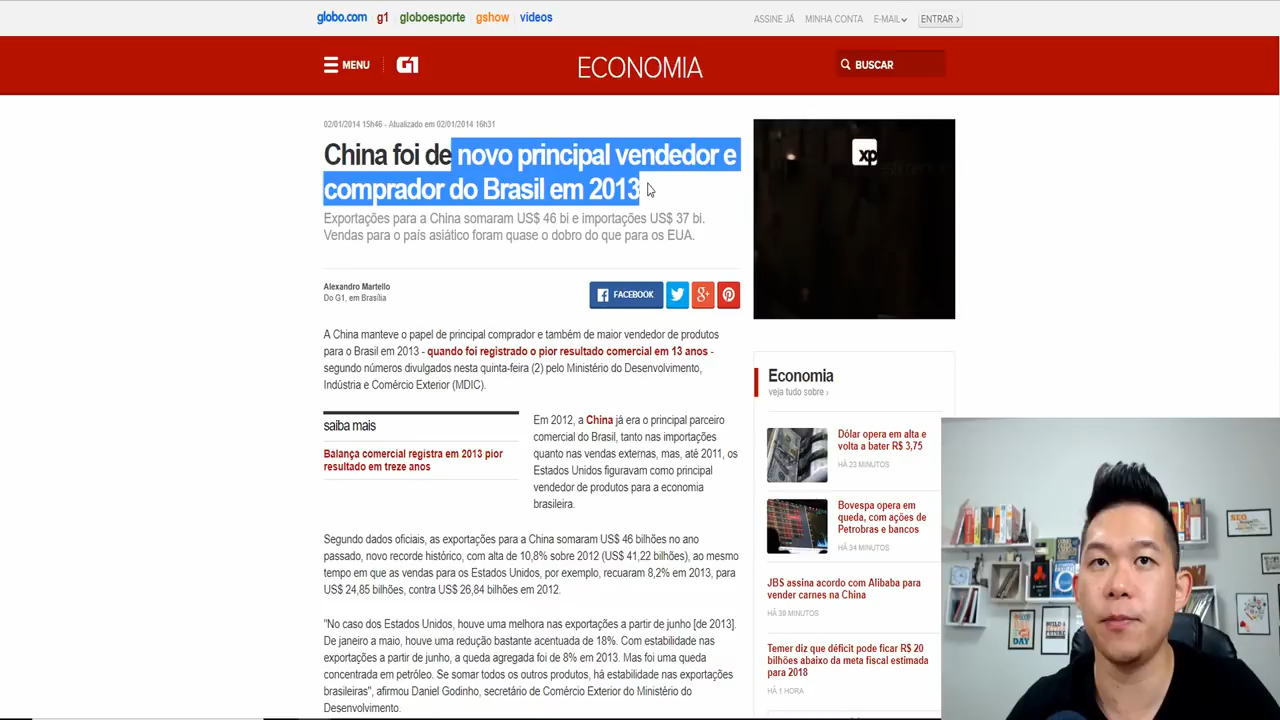 globo.com g1 globoesporte gshow videos
ASSINE JÁ MINHA CONTA E-MAIL ENTRAR ›
MENU G1 ECONOMIA BUSCAR
02/01/2014 15h46 - Atualizado em 02/01/2014 16h31
China foi de novo principal vendedor e
comprador do Brasil em 2013
Exportações para a China somaram US$ 46 bi e importações US$ 37 bi.
Vendas para o país asiático foram quase o dobro do que para os EUA.
Alexandro Martello
Do G1, em Brasília
FACEBOOK
A China manteve o papel de principal comprador e também de maior vendedor de produtos
para o Brasil em 2013 - quando foi registrado o pior resultado comercial em 13 anos -
segundo números divulgados nesta quinta-feira (2) pelo Ministério do Desenvolvimento,
Indústria e Comércio Exterior (MDIC).
saiba mais
Balança comercial registra em 2013 pior
resultado em treze anos
Em 2012, a China já era o principal parceiro
comercial do Brasil, tanto nas importações
quanto nas vendas externas, mas, até 2011, os
Estados Unidos figuravam como principal
vendedor de produtos para a economia
brasileira.
Segundo dados oficiais, as exportações para a China somaram US$ 46 bilhões no ano
passado, novo recorde histórico, com alta de 10,8% sobre 2012 (US$ 41,22 bilhões), ao mesmo
tempo em que as vendas para os Estados Unidos, por exemplo, recuaram 8,2% em 2013, para
US$ 24,85 bilhões, contra US$ 26,84 bilhões em 2012.
"No caso dos Estados Unidos, houve uma melhora nas exportações a partir de junho [de 2013].
De janeiro a maio, houve uma redução bastante acentuada de 18%. Com estabilidade nas
exportações a partir de junho, a queda agregada foi de 8% em 2013. Mas foi uma queda
concentrada em petróleo. Se somar todos os outros produtos, há estabilidade nas exportações
brasileiras", afirmou Daniel Godinho, secretário de Comércio Exterior do Ministério do
Desenvolvimento.
xp
Economia
veja tudo sobre ›
Dólar opera em alta e
volta a bater R$ 3,75
HÁ 23 MINUTOS
Bovespa opera em
queda, com ações de
Petrobras e bancos
HÁ 34 MINUTOS
JBS assina acordo com Alibaba para
vender carnes na China
HÁ 39 MINUTOS
Temer diz que déficit pode ficar R$ 20
bilhões abaixo da meta fiscal estimada
para 2018
HÁ 1 HORA
SEO